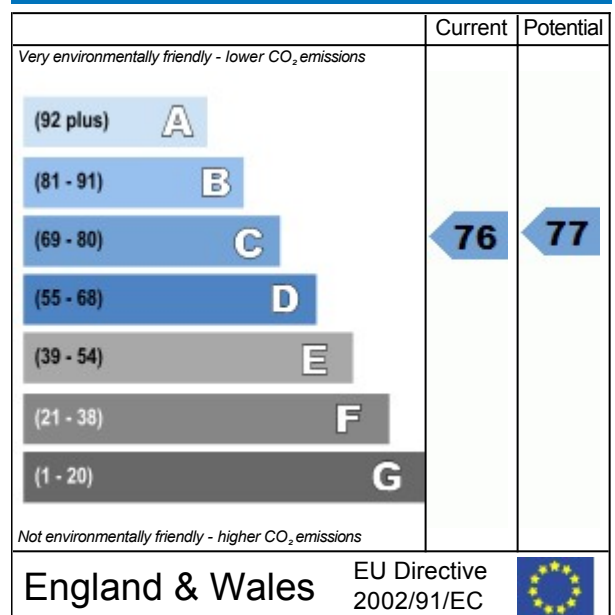 Current Potential
Very environmentally friendly - lower CO₂ emissions
(92 plus) A
(81 - 91) B
(69 - 80) C 76 77
(55 - 68) D
(39 - 54) E
(21 - 38) F
(1 - 20) G
Not environmentally friendly - higher CO₂ emissions
England & Wales EU Directive
2002/91/EC